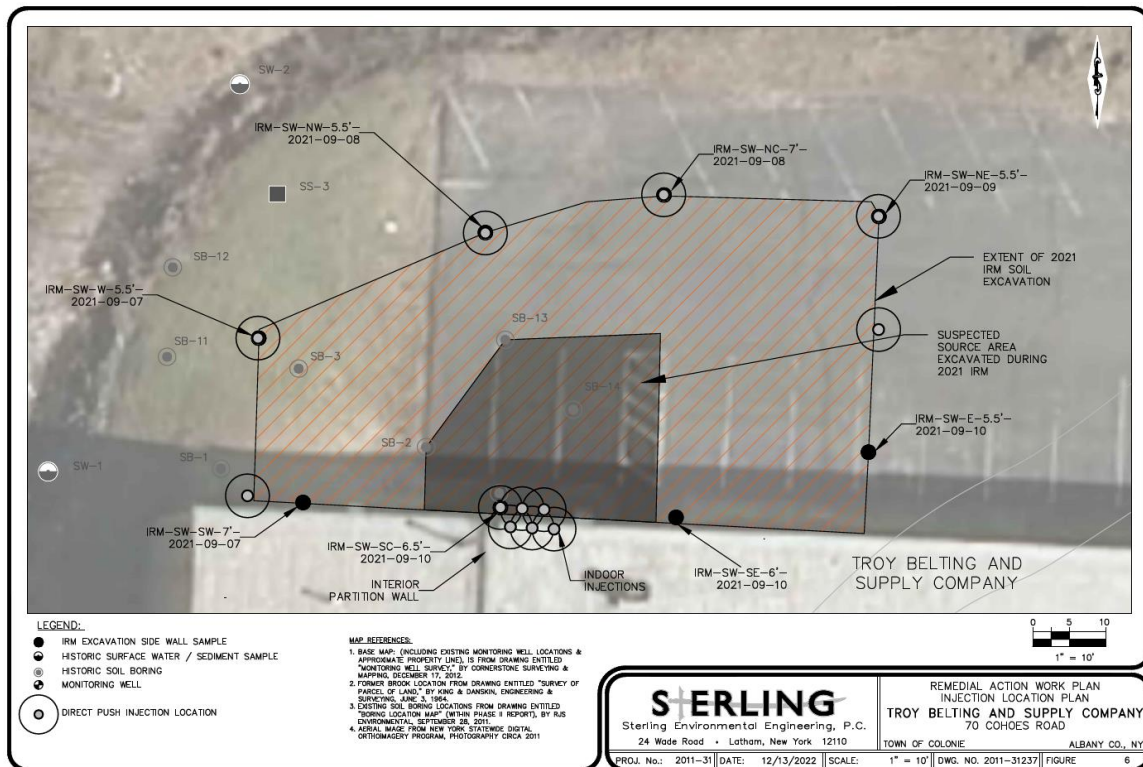 SW-2
IRM-SW-NW-5.5'-
2021-09-08
IRM-SW-NC-7'-
2021-09-08
IRM-SW-NE-5.5'-
2021-09-09
SS-3
SB-12
EXTENT OF 2021
IRM SOIL
EXCAVATION
IRM-SW-W-5.5'-
2021-09-07
SB-11
SB-3
SB-13
SUSPECTED
SOURCE AREA
EXCAVATED DURING
2021 IRM
SB-14
IRM-SW-E-5.5'-
2021-09-10
SB-2
SW-1
SB-1
IRM-SW-SW-7'-
2021-09-07
IRM-SW-SC-6.5'-
2021-09-10
INTERIOR
PARTITION WALL
INDOOR
INJECTIONS
IRM-SW-SE-6'-
2021-09-10
TROY BELTING AND
SUPPLY COMPANY
LEGEND:
IRM EXCAVATION SIDE WALL SAMPLE
HISTORIC SURFACE WATER / SEDIMENT SAMPLE
HISTORIC SOIL BORING
MONITORING WELL
DIRECT PUSH INJECTION LOCATION
MAP REFERENCES:
1. BASE MAP: (INCLUDING EXISTING MONITORING WELL LOCATIONS &
APPROXIMATE PROPERTY LINE), IS FROM DRAWING ENTITLED
"MONITORING WELL SURVEY," BY CORNERSTONE SURVEYING &
MAPPING, DECEMBER 17, 2012.
2. FORMER BROOK LOCATION FROM DRAWING ENTITLED "SURVEY OF
PARCEL OF LAND," BY KING & DANSKIN, ENGINEERING &
SURVEYING, JUNE 3, 1964.
3. EXISTING SOIL BORING LOCATIONS FROM DRAWING ENTITLED
"BORING LOCATION MAP" (WITHIN PHASE II REPORT), BY RJS
ENVIRONMENTAL, SEPTEMBER 28, 2011.
4. AERIAL IMAGE FROM NEW YORK STATEWIDE DIGITAL
ORTHOIMAGERY PROGRAM, PHOTOGRAPHY CIRCA 2011
0 5 10
1" = 10'
STERLING
Sterling Environmental Engineering, P.C.
24 Wade Road • Latham, New York 12110
REMEDIAL ACTION WORK PLAN
INJECTION LOCATION PLAN
TROY BELTING AND SUPPLY COMPANY
70 COHOES ROAD
TOWN OF COLONIE ALBANY CO., NY
PROJ. No.: 2011-31 DATE: 12/13/2022 SCALE: 1" = 10' DWG. NO. 2011-31237 FIGURE 6